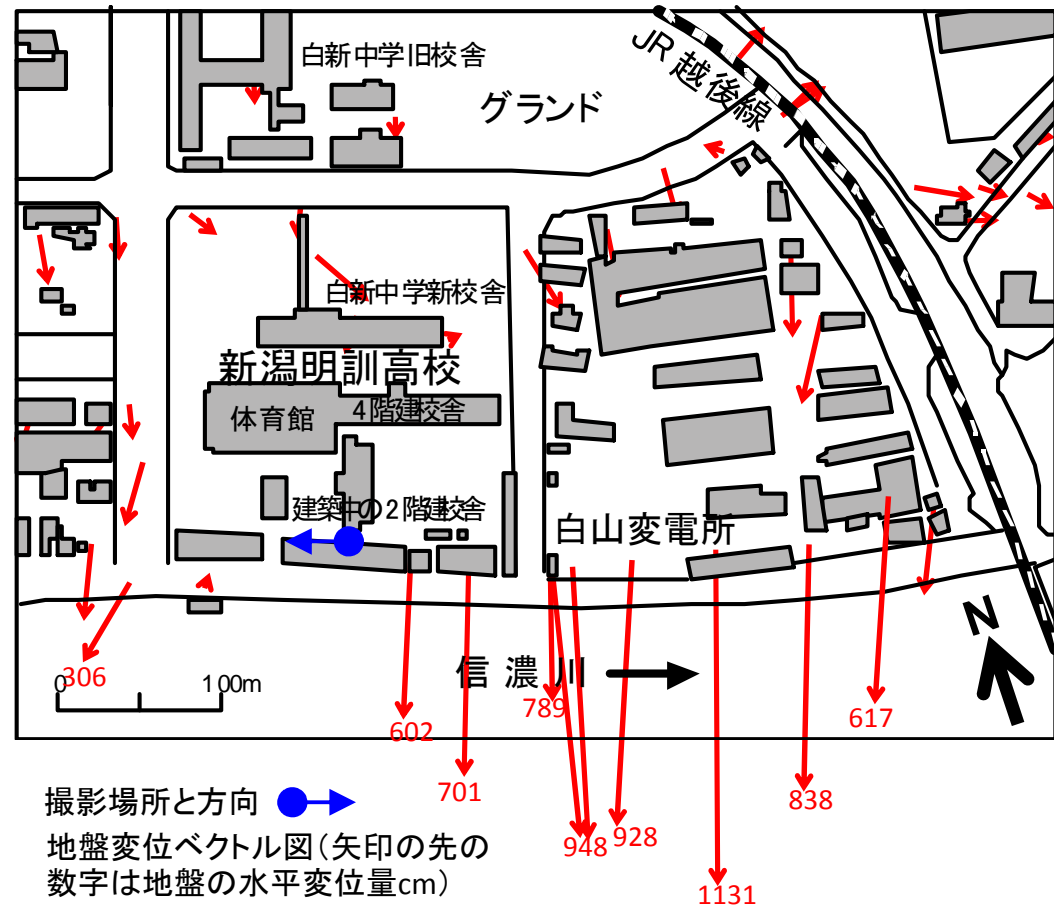 白新中学旧校舎
グランド
JR越後線
白新中学新校舎
新潟明訓高校
体育館
4階建校舎
建築中の2階建校舎
白山変電所
信濃川
N
306
0
100m
602
701
789
948
928
1131
838
617
撮影場所と方向
地盤変位ベクトル図(矢印の先の
数字は地盤の水平変位量cm)